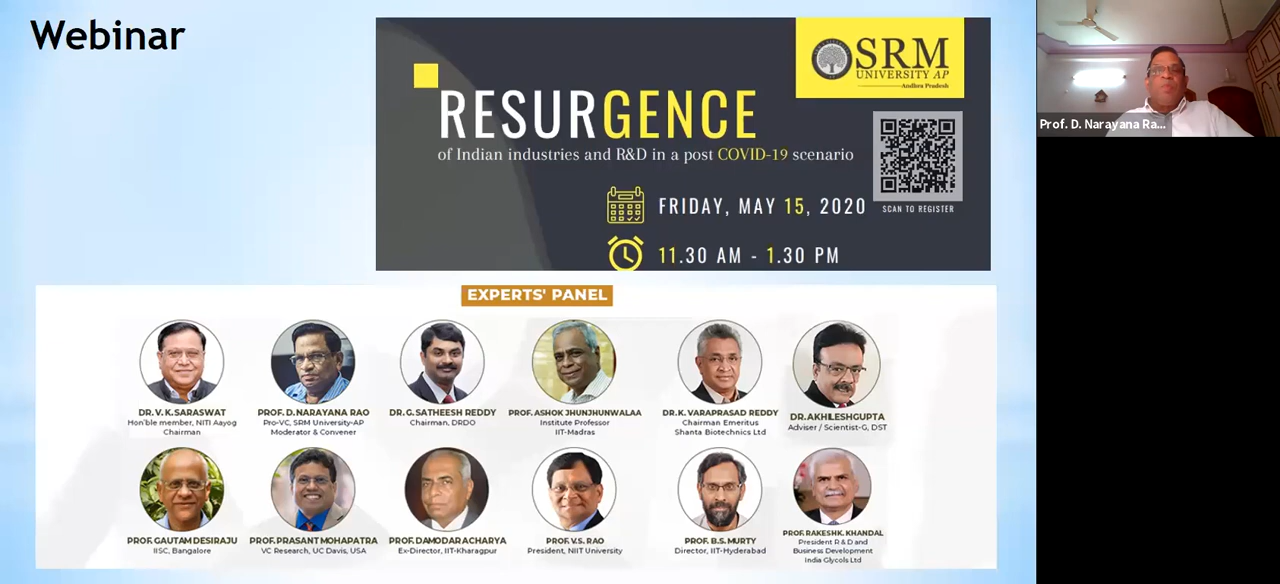 Webinar
SRM
UNIVERSITY AP
Andhra Pradesh
RESURGENCE
of Indian industries and R&D in a post COVID-19 scenario
FRIDAY, MAY 15, 2020
SCAN TO REGISTER
11.30 AM - 1.30 PM
Prof. D. Narayana Ra...
EXPERTS' PANEL
DR. V. K. SARASWAT
Hon'ble member, NITI Aayog
Chairman
PROF. D. NARAYANA RAO
Pro-VC, SRM University-AP
Moderator & Convener
DR. G. SATHEESH REDDY
Chairman, DRDO
PROF. ASHOK JHUNJHUNWALAA
Institute Professor
IIT-Madras
DR. K. VARAPRASAD REDDY
Chairman Emeritus
Shanta Biotechnics Ltd
DR. AKHILESH GUPTA
Adviser / Scientist-G, DST
PROF. GAUTAM DESIRAJU
IISC, Bangalore
PROF. PRASANT MOHAPATRA
VC Research, UC Davis, USA
PROF. DAMODAR ACHARYA
Ex-Director, IIT-Kharagpur
PROF. V.S. RAO
President, NIIT University
PROF. B.S. MURTY
Director, IIT-Hyderabad
PROF. RAKESH K. KHANDAL
President R & D and
Business Development
India Glycols Ltd